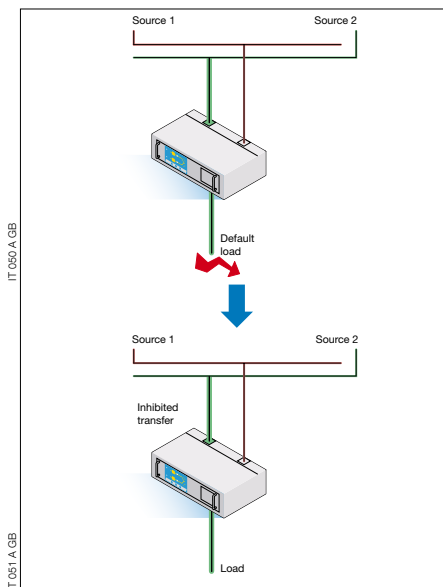 Source 1
Source 2
Default
load
IT 050 A GB
Source 1
Source 2
Inhibited
transfer
Load
IT 051 A GB